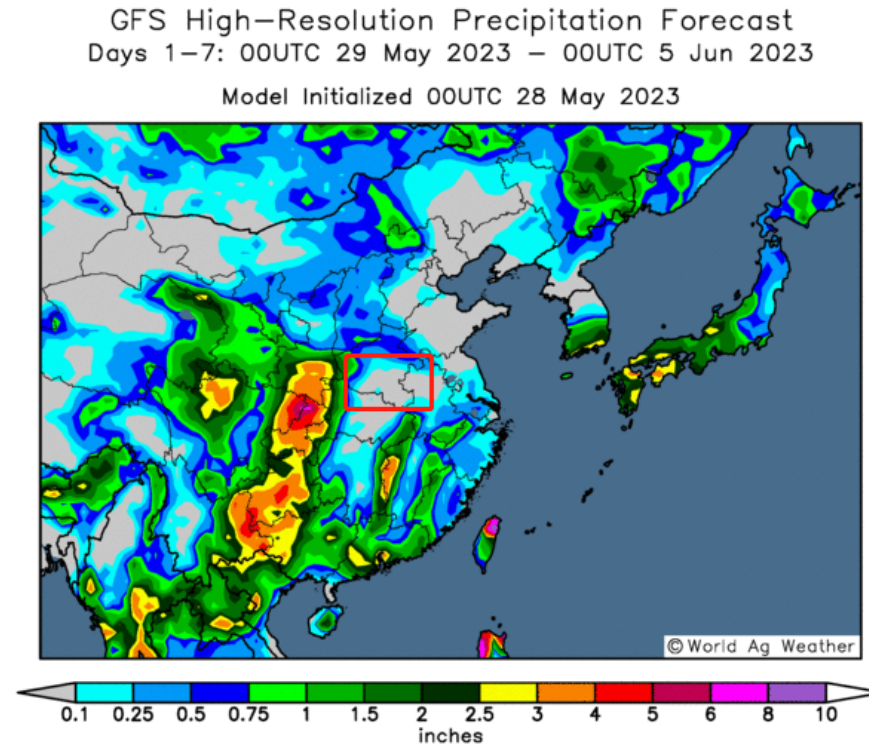 GFS High-Resolution Precipitation Forecast
Days 1-7: 00UTC 29 May 2023 - 00UTC 5 Jun 2023
Model Initialized 00UTC 28 May 2023
©World Ag Weather
0.1 0.25 0.5 0.75 1 1.5 2 2.5 3 4 5 6 8 10
inches